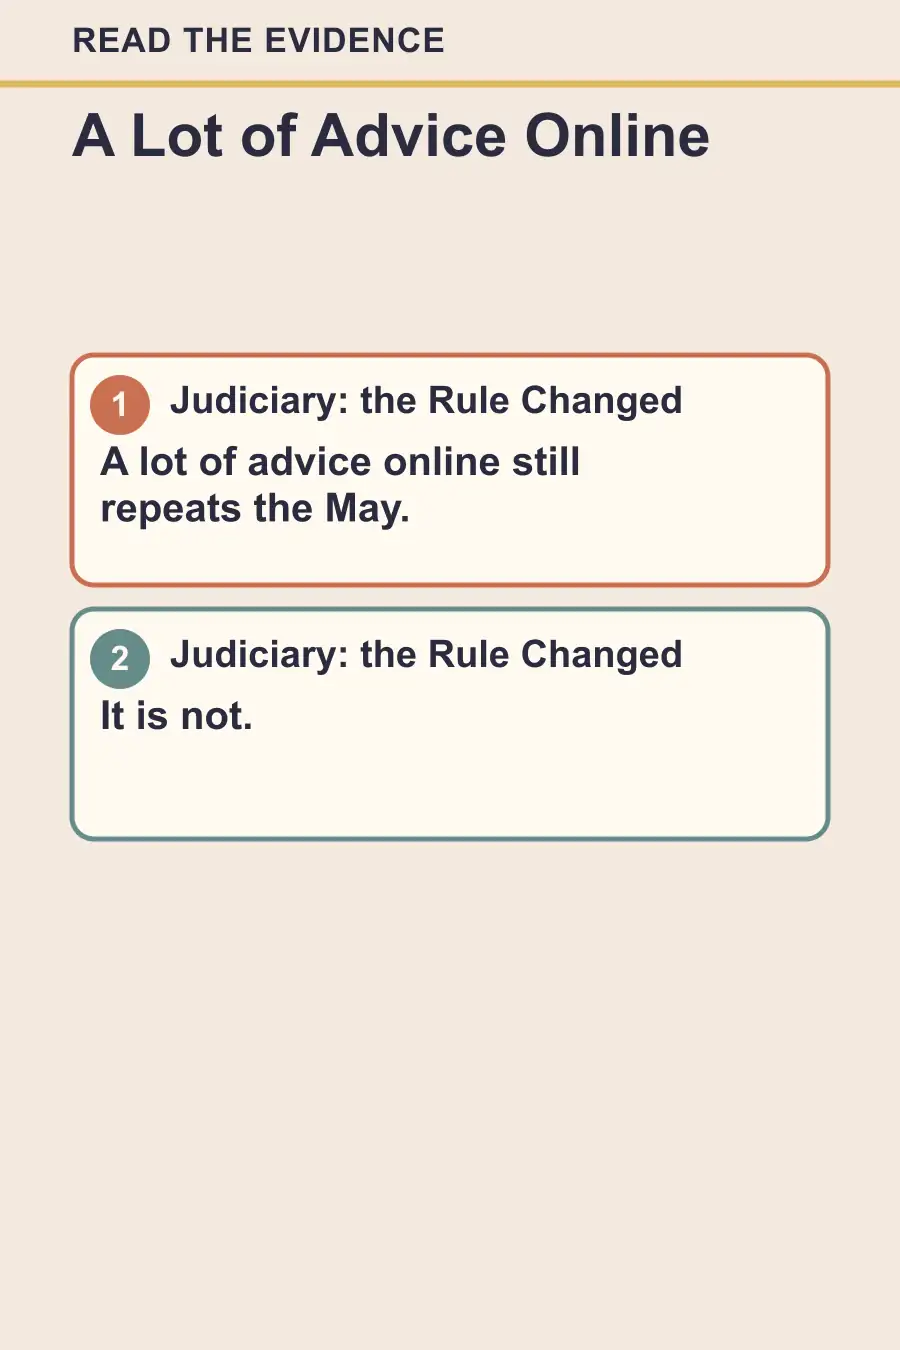 READ THE EVIDENCE
A Lot of Advice Online
1 Judiciary: the Rule Changed
A lot of advice online still
repeats the May.
2 Judiciary: the Rule Changed
It is not.